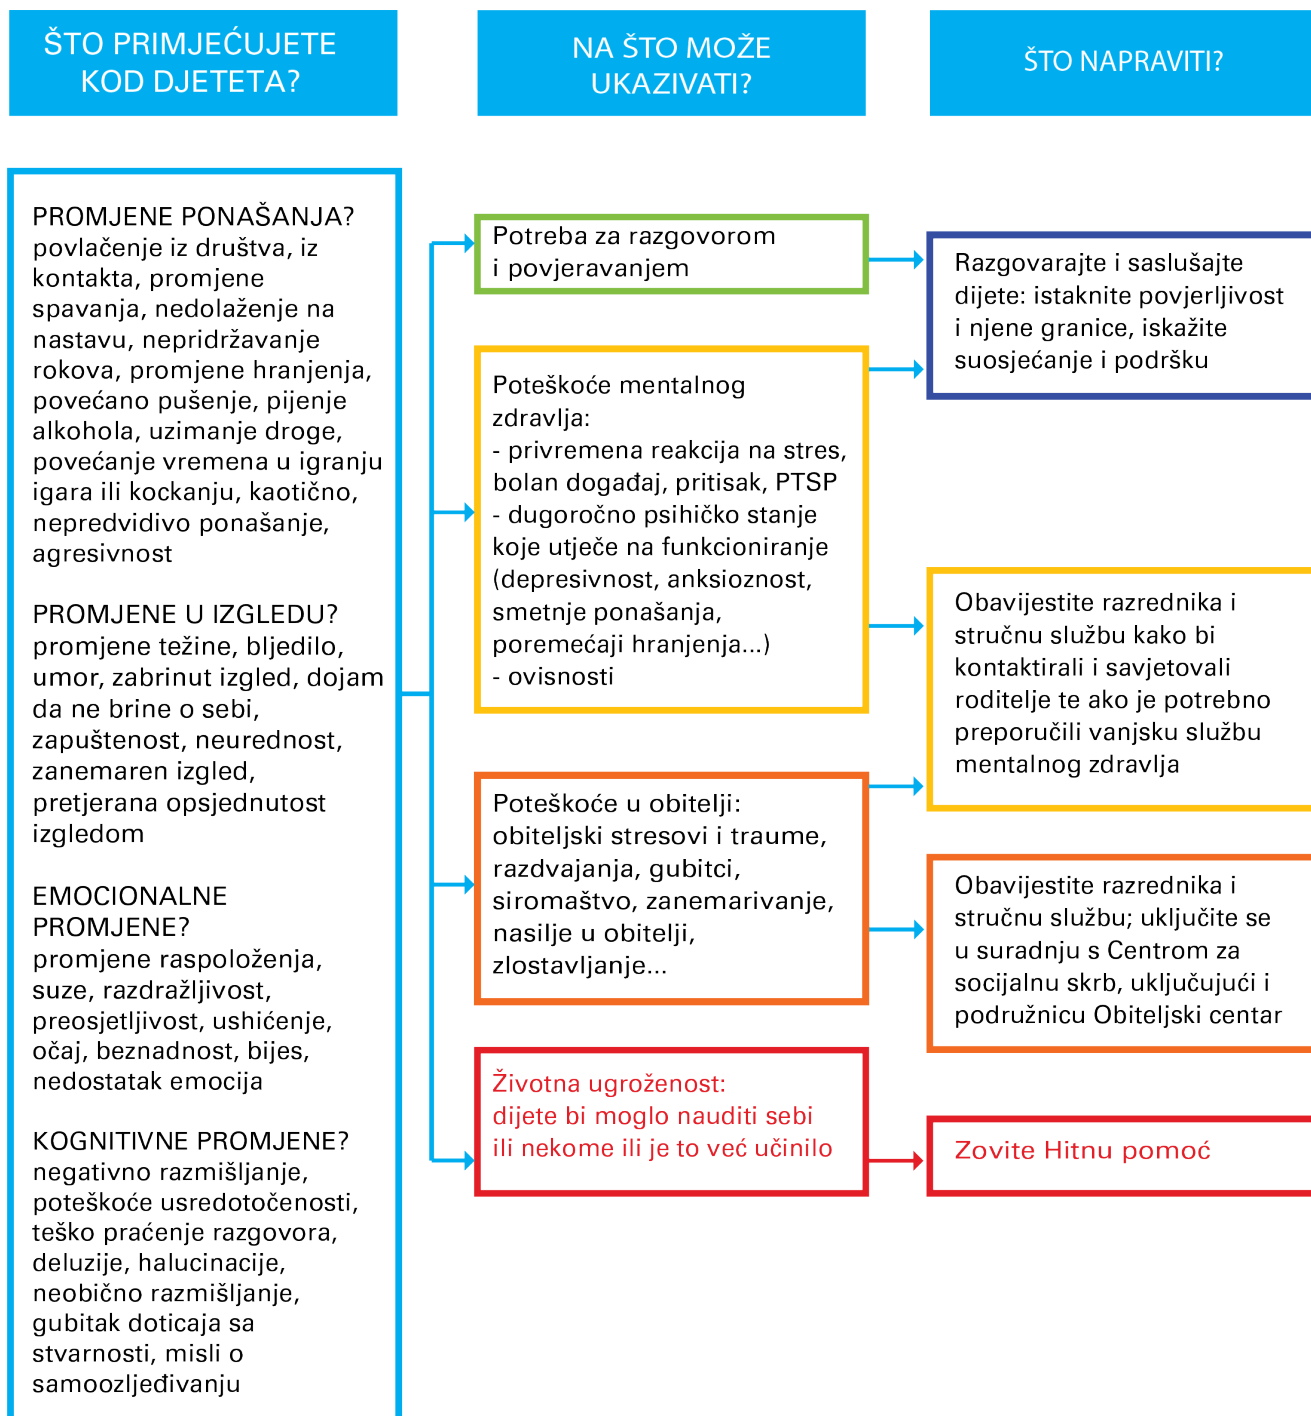 ŠTO PRIMJEĆUJETE
KOD DJETETA?
NA ŠTO MOŽE
UKAZIVATI?
ŠTO NAPRAVITI?
PROMJENE PONAŠANJA?
povlačenje iz društva, iz
kontakta, promjene
spavanja, nedolaženje na
nastavu, nepridržavanje
rokova, promjene hranjenja,
povećano pušenje, pijenje
alkohola, uzimanje droge,
povećanje vremena u igranju
igara ili kockanju, kaotično,
nepredvidivo ponašanje,
agresivnost
PROMJENE U IZGLEDU?
promjene težine, bljedilo,
umor, zabrinut izgled, dojam
da ne brine o sebi,
zapuštenost, neurednost,
zanemaren izgled,
pretjerana opsjednutost
izgledom
EMOCIONALNE
PROMJENE?
promjene raspoloženja,
suze, razdražljivost,
preosjetljivost, ushićenje,
očaj, beznadnost, bijes,
nedostatak emocija
KOGNITIVNE PROMJENE?
negativno razmišljanje,
poteškoće usredotočenosti,
teško praćenje razgovora,
deluzije, halucinacije,
neobično razmišljanje,
gubitak doticaja sa
stvarnosti, misli o
samoozljeđivanju
Potreba za razgovorom
i povjeravanjem
Poteškoće mentalnog
zdravlja:
- privremena reakcija na stres,
bolan događaj, pritisak, PTSP
- dugoročno psihičko stanje
koje utječe na funkcioniranje
(depresivnost, anksioznost,
smetnje ponašanja,
poremećaji hranjenja...)
- ovisnosti
Poteškoće u obitelji:
obiteljski stresovi i traume,
razdvajanja, gubitci,
siromaštvo, zanemarivanje,
nasilje u obitelji,
zlostavljanje...
Životna ugroženost:
dijete bi moglo nauditi sebi
ili nekome ili je to već učinilo
Razgovarajte i saslušajte
dijete: istaknite povjerljivost
i njene granice, iskažite
suosjećanje i podršku
Obavijestite razrednika i
stručnu službu kako bi
kontaktirali i savjetovali
roditelje te ako je potrebno
preporučili vanjsku službu
mentalnog zdravlja
Obavijestite razrednika i
stručnu službu; uključite se
u suradnju s Centrom za
socijalnu skrb, uključujući i
podružnicu Obiteljski centar
Zovite Hitnu pomoć